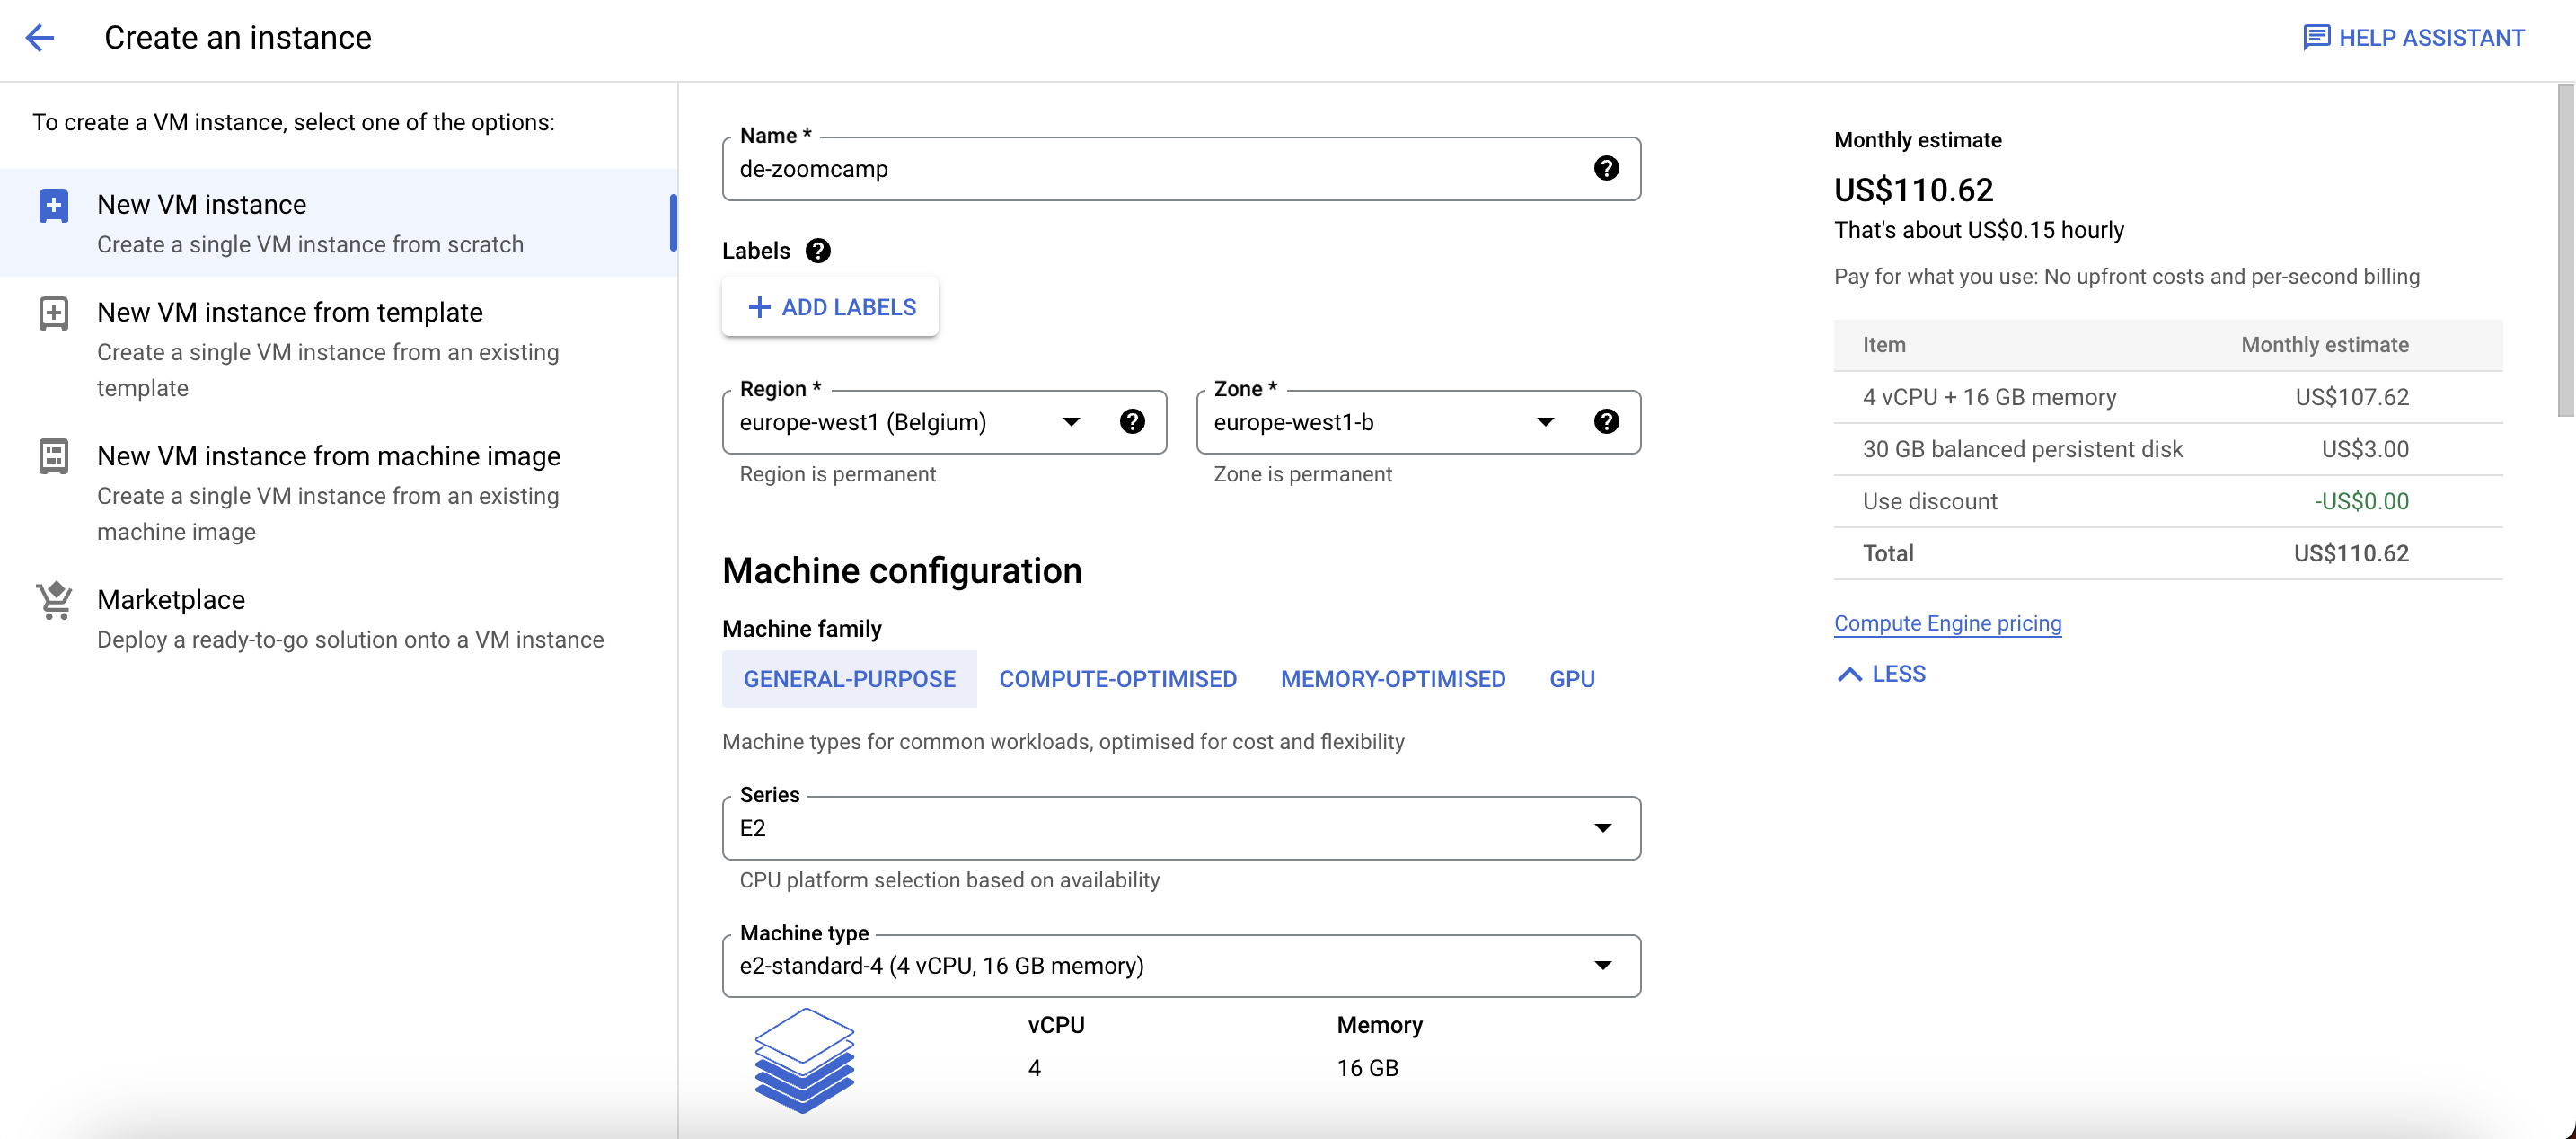 Create an instance
HELP ASSISTANT
To create a VM instance, select one of the options:
New VM instance
Create a single VM instance from scratch
New VM instance from template
Create a single VM instance from an existing
template
New VM instance from machine image
Create a single VM instance from an existing
machine image
Marketplace
Deploy a ready-to-go solution onto a VM instance
Name *
de-zoomcamp
Labels
ADD LABELS
Region *
europe-west1 (Belgium)
Region is permanent
Zone *
europe-west1-b
Zone is permanent
Machine configuration
Machine family
GENERAL-PURPOSE COMPUTE-OPTIMISED MEMORY-OPTIMISED GPU
Machine types for common workloads, optimised for cost and flexibility
Series
E2
CPU platform selection based on availability
Machine type
e2-standard-4 (4 vCPU, 16 GB memory)
vCPU Memory
4 16 GB
Monthly estimate
US$110.62
That's about US$0.15 hourly
Pay for what you use: No upfront costs and per-second billing
Item Monthly estimate
4 vCPU + 16 GB memory US$107.62
30 GB balanced persistent disk US$3.00
Use discount -US$0.00
Total US$110.62
Compute Engine pricing
LESS